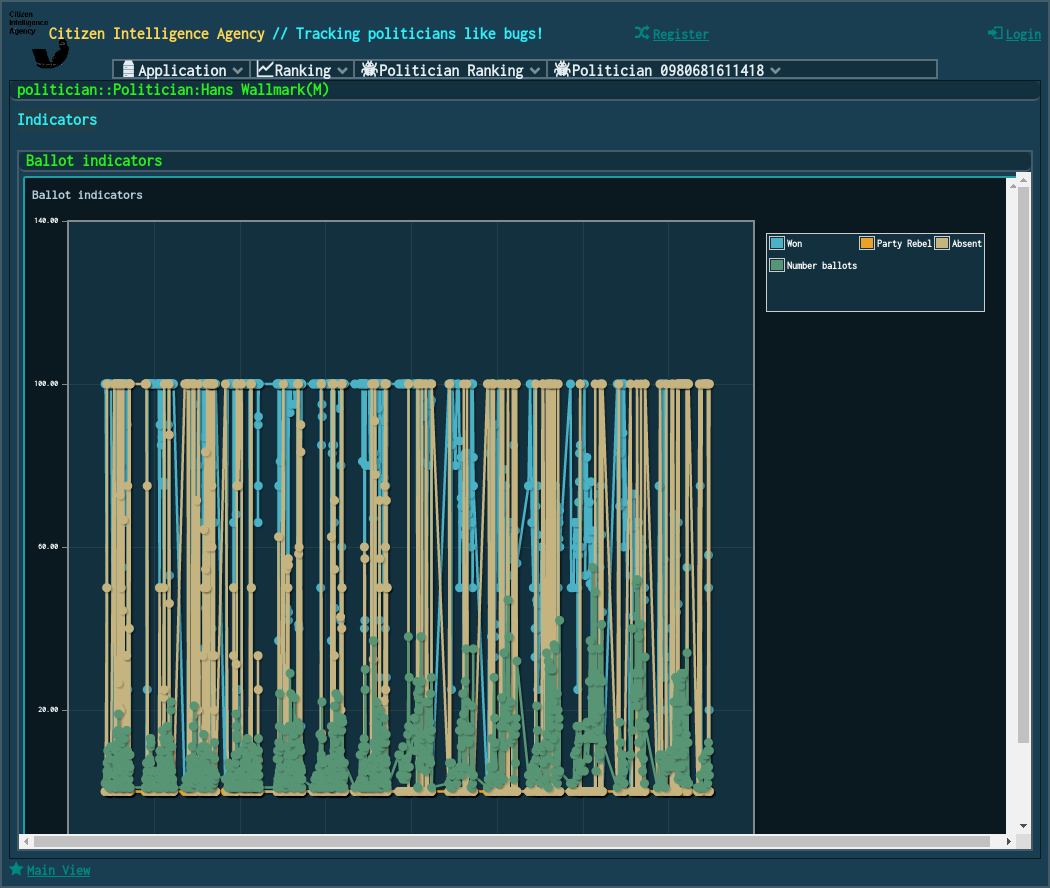 Citizen
Intelligence
Agency
Citizen Intelligence Agency // Tracking politicians like bugs!
Register
Login
Application
Ranking
Politician Ranking
Politician 0980681611418
politician::Politician:Hans Wallmark(M)
Indicators
Ballot indicators
Ballot indicators
140.00
100.00
60.00
20.00
Won
Party Rebel
Absent
Number ballots
Main View